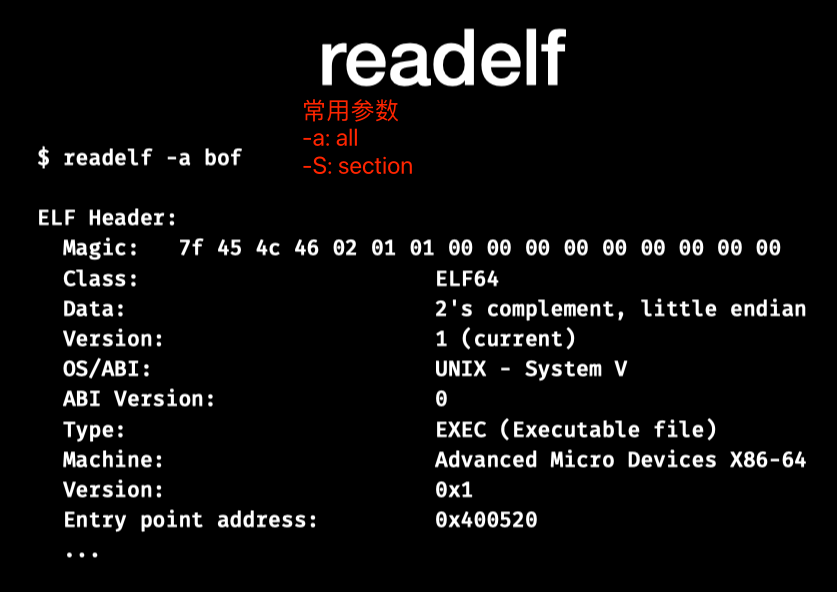 readelf
常用参数
-a: all
-S: section
$ readelf -a bof
ELF Header:
Magic: 7f 45 4c 46 02 01 01 00 00 00 00 00 00 00 00 00
Class: ELF64
Data: 2's complement, little endian
Version: 1 (current)
OS/ABI: UNIX - System V
ABI Version: 0
Type: EXEC (Executable file)
Machine: Advanced Micro Devices X86-64
Version: 0x1
Entry point address: 0x400520
...